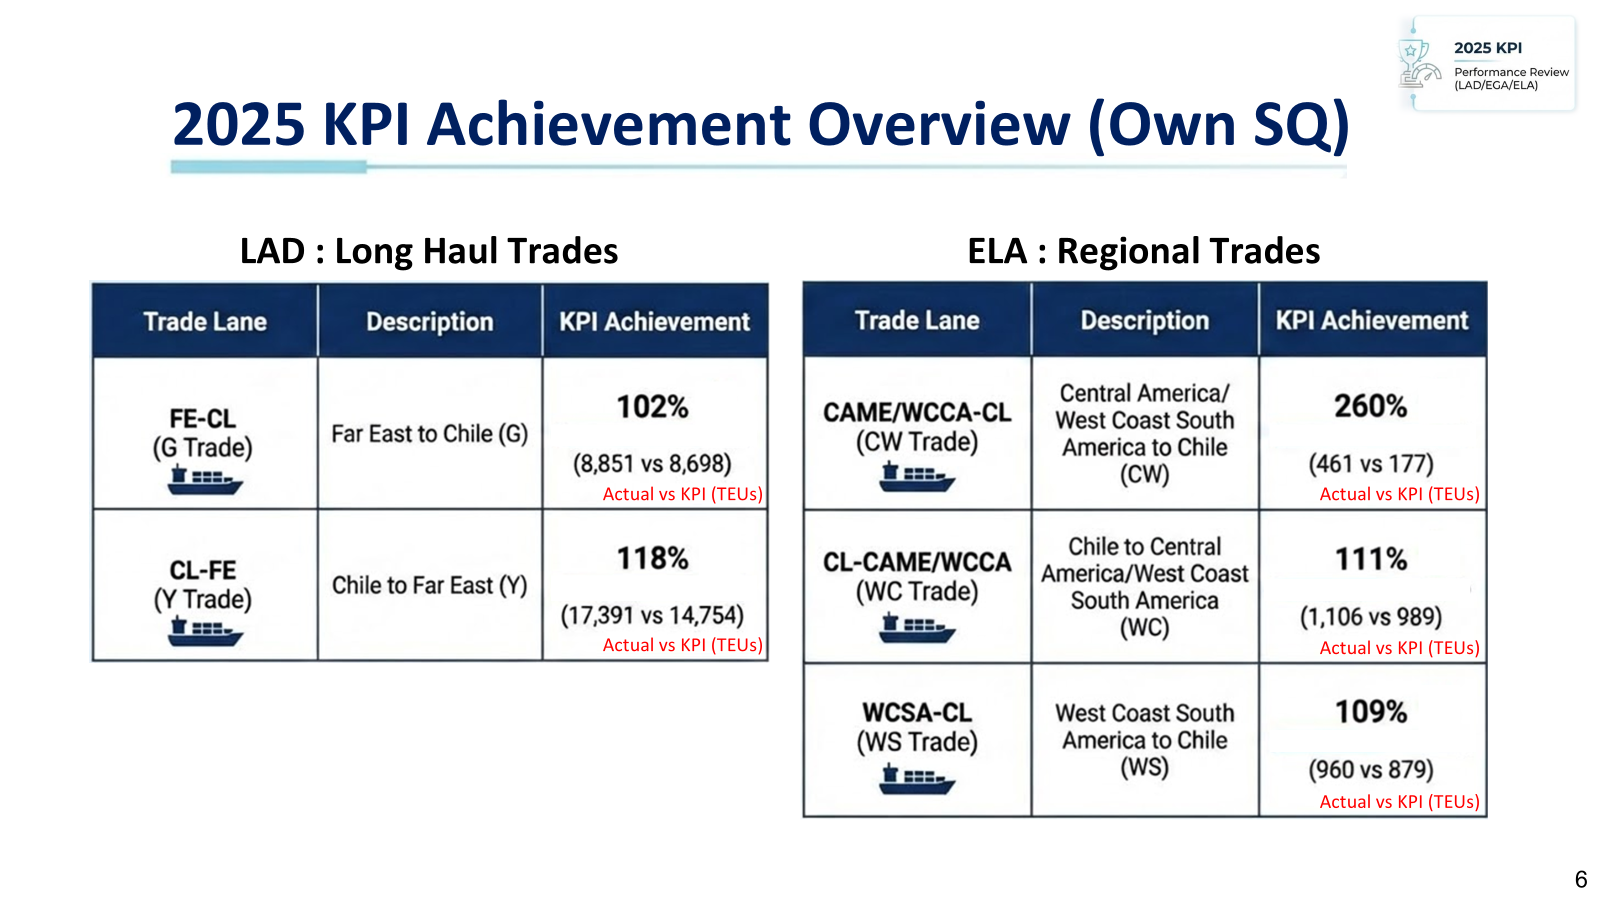 2025 KPI
Performance Review
(LAD/EGA/ELA)
2025 KPI Achievement Overview (Own SQ)
LAD : Long Haul Trades
Trade Lane
Description
KPI Achievement
FE-CL
(G Trade)
Far East to Chile (G)
102%
(8,851 vs 8,698)
Actual vs KPI (TEUs)
CL-FE
(Y Trade)
Chile to Far East (Y)
118%
(17,391 vs 14,754)
Actual vs KPI (TEUs)
ELA : Regional Trades
Trade Lane
Description
KPI Achievement
CAME/WCCA-CL
(CW Trade)
Central America/
West Coast South
America to Chile
(CW)
260%
(461 vs 177)
Actual vs KPI (TEUs)
CL-CAME/WCCA
(WC Trade)
Chile to Central
America/West Coast
South America
(WC)
111%
(1,106 vs 989)
Actual vs KPI (TEUs)
WCSA-CL
(WS Trade)
West Coast South
America to Chile
(WS)
109%
(960 vs 879)
Actual vs KPI (TEUs)
6